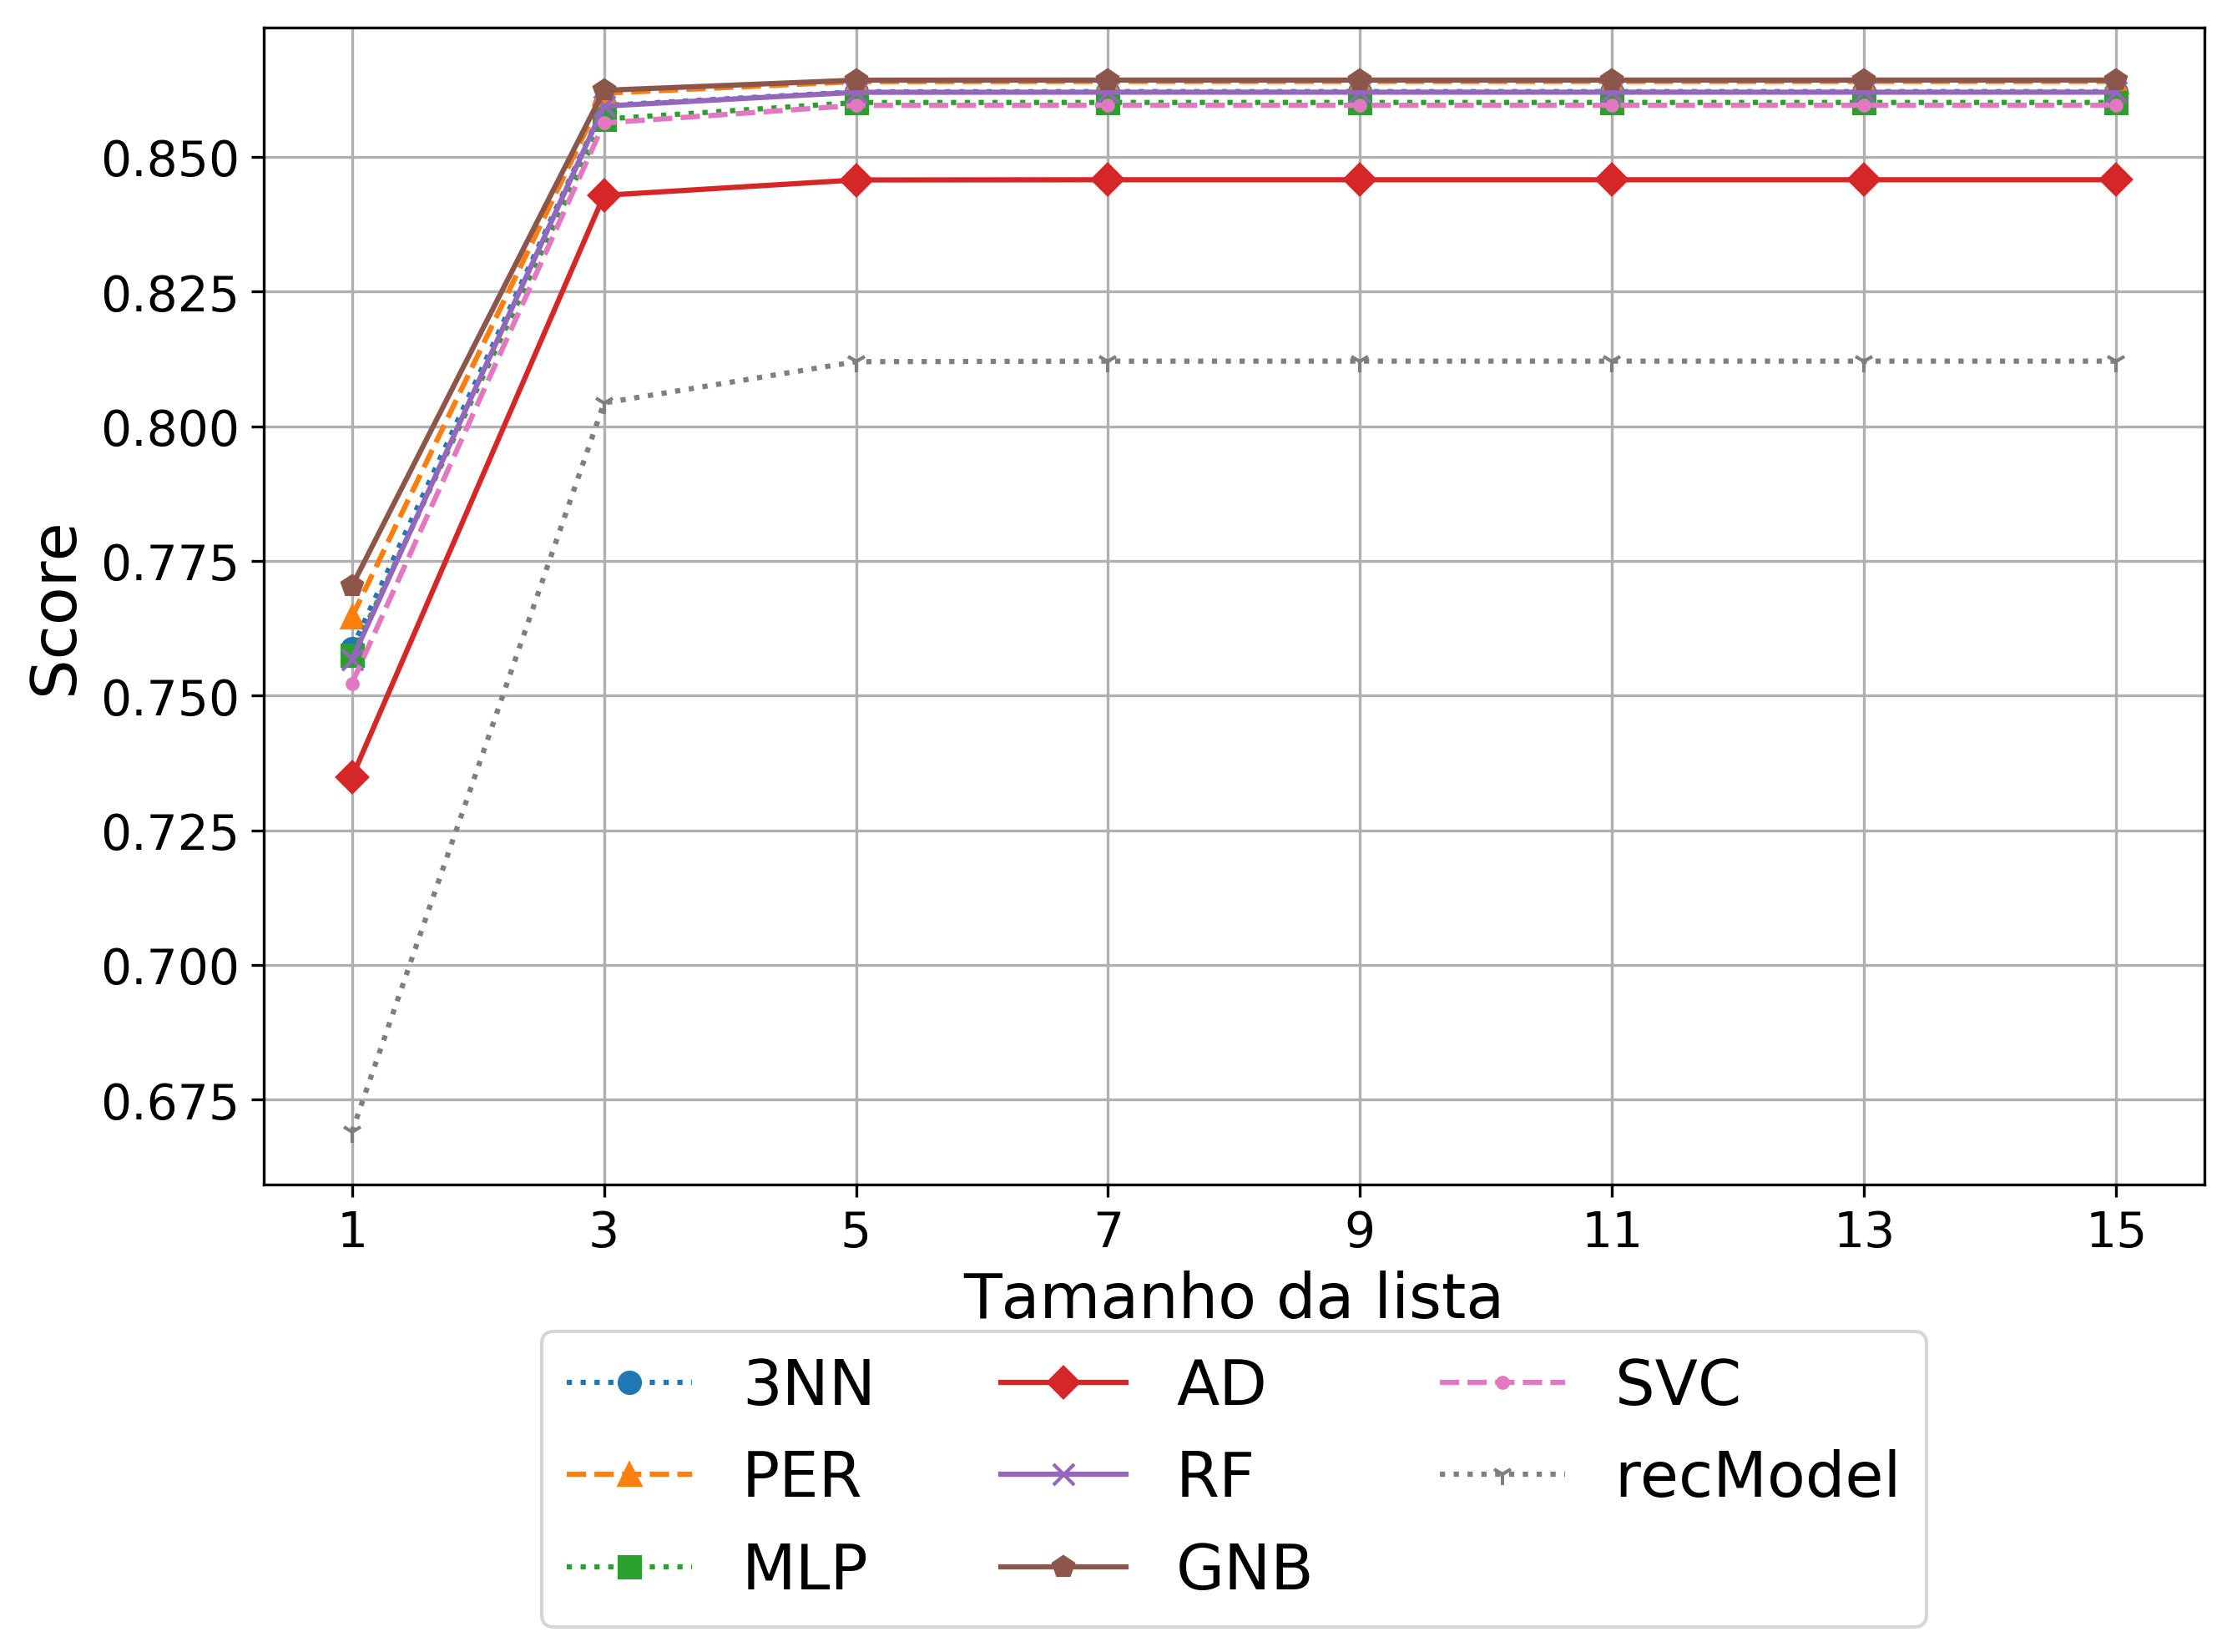 Score
0.850
0.825
0.800
0.775
0.750
0.725
0.700
0.675
1 3 5 7 9 11 13 15
Tamanho da lista
3NN AD SVC
PER RF recModel
MLP GNB